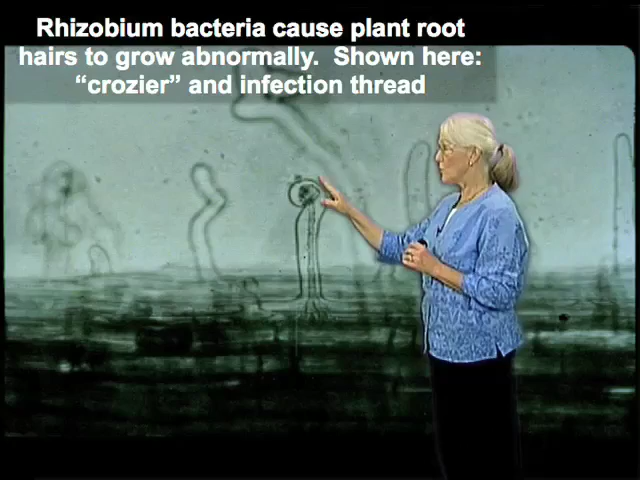 Rhizobium bacteria cause plant root
hairs to grow abnormally.  Shown here:
“crozier” and infection thread